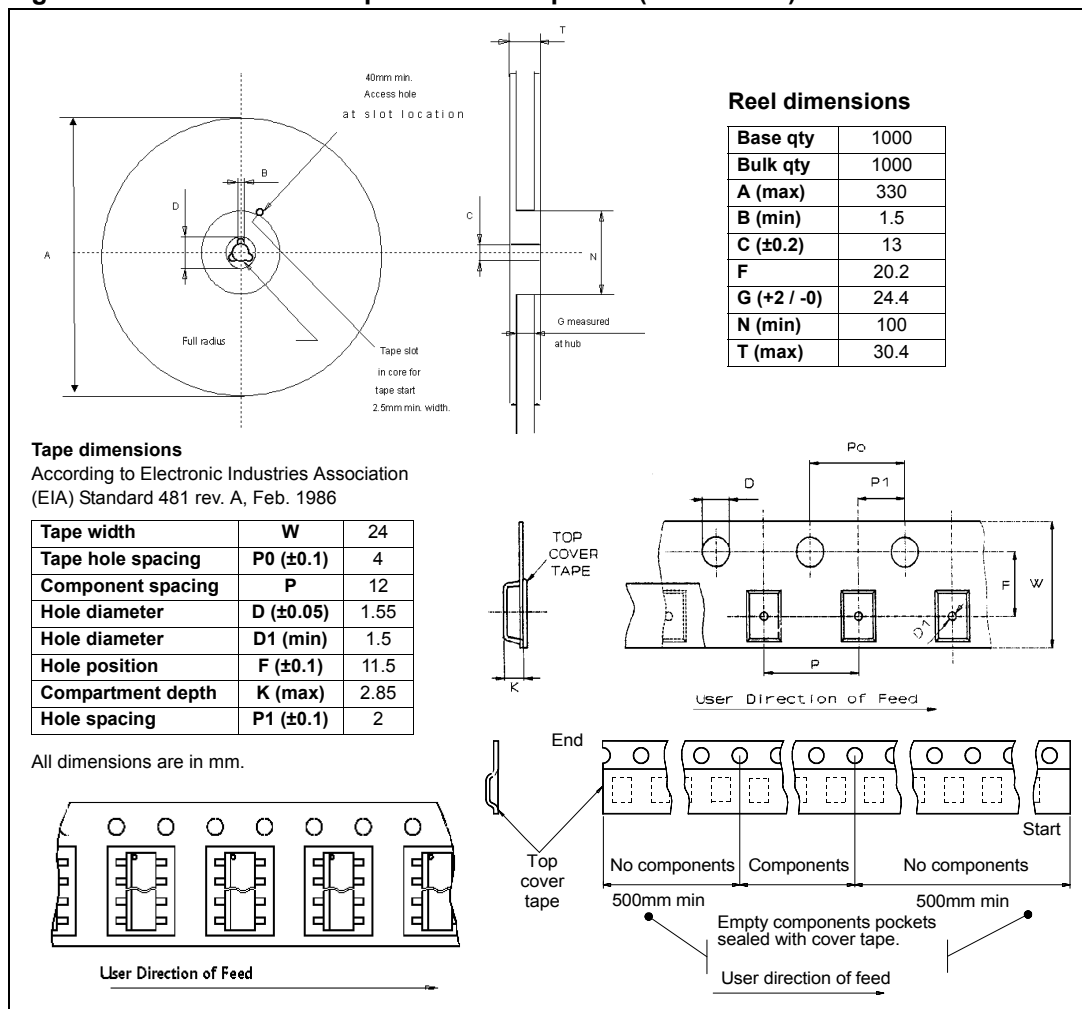 T
40mm min.
Access hole
at slot location
B
D
C
A
N
G measured
at hub
Full radius
Tape slot
in core for
tape start
2.5mm min. width.
Reel dimensions
Base qty 1000
Bulk qty 1000
A (max) 330
B (min) 1.5
C (±0.2) 13
F 20.2
G (+2 / -0) 24.4
N (min) 100
T (max) 30.4
Tape dimensions
According to Electronic Industries Association
(EIA) Standard 481 rev. A, Feb. 1986
Tape width W 24
Tape hole spacing P0 (±0.1) 4
Component spacing P 12
Hole diameter D (±0.05) 1.55
Hole diameter D1 (min) 1.5
Hole position F (±0.1) 11.5
Compartment depth K (max) 2.85
Hole spacing P1 (±0.1) 2
All dimensions are in mm.
Po
D
P1
TOP
COVER
TAPE
F
W
D1
K
P
User Direction of Feed
End
Start
Top
cover
tape
No components
Components
No components
500mm min
500mm min
Empty components pockets
sealed with cover tape.
User direction of feed
User Direction of Feed